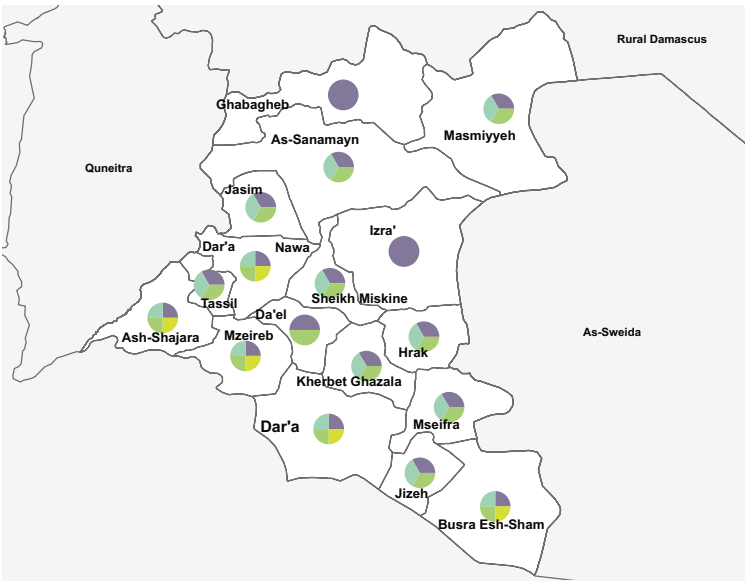 Rural Damascus
Ghabagheb
Masmiyyeh
As-Sanamayn
Quneitra
Jasim
Izra'
Dar'a
Nawa
Tassil
Sheikh Miskine
Da'el
Ash-Shajara
Mzeireb
As-Sweida
Hrak
Kherbet Ghazala
Dar'a
Mseifra
Jizeh
Busra Esh-Sham